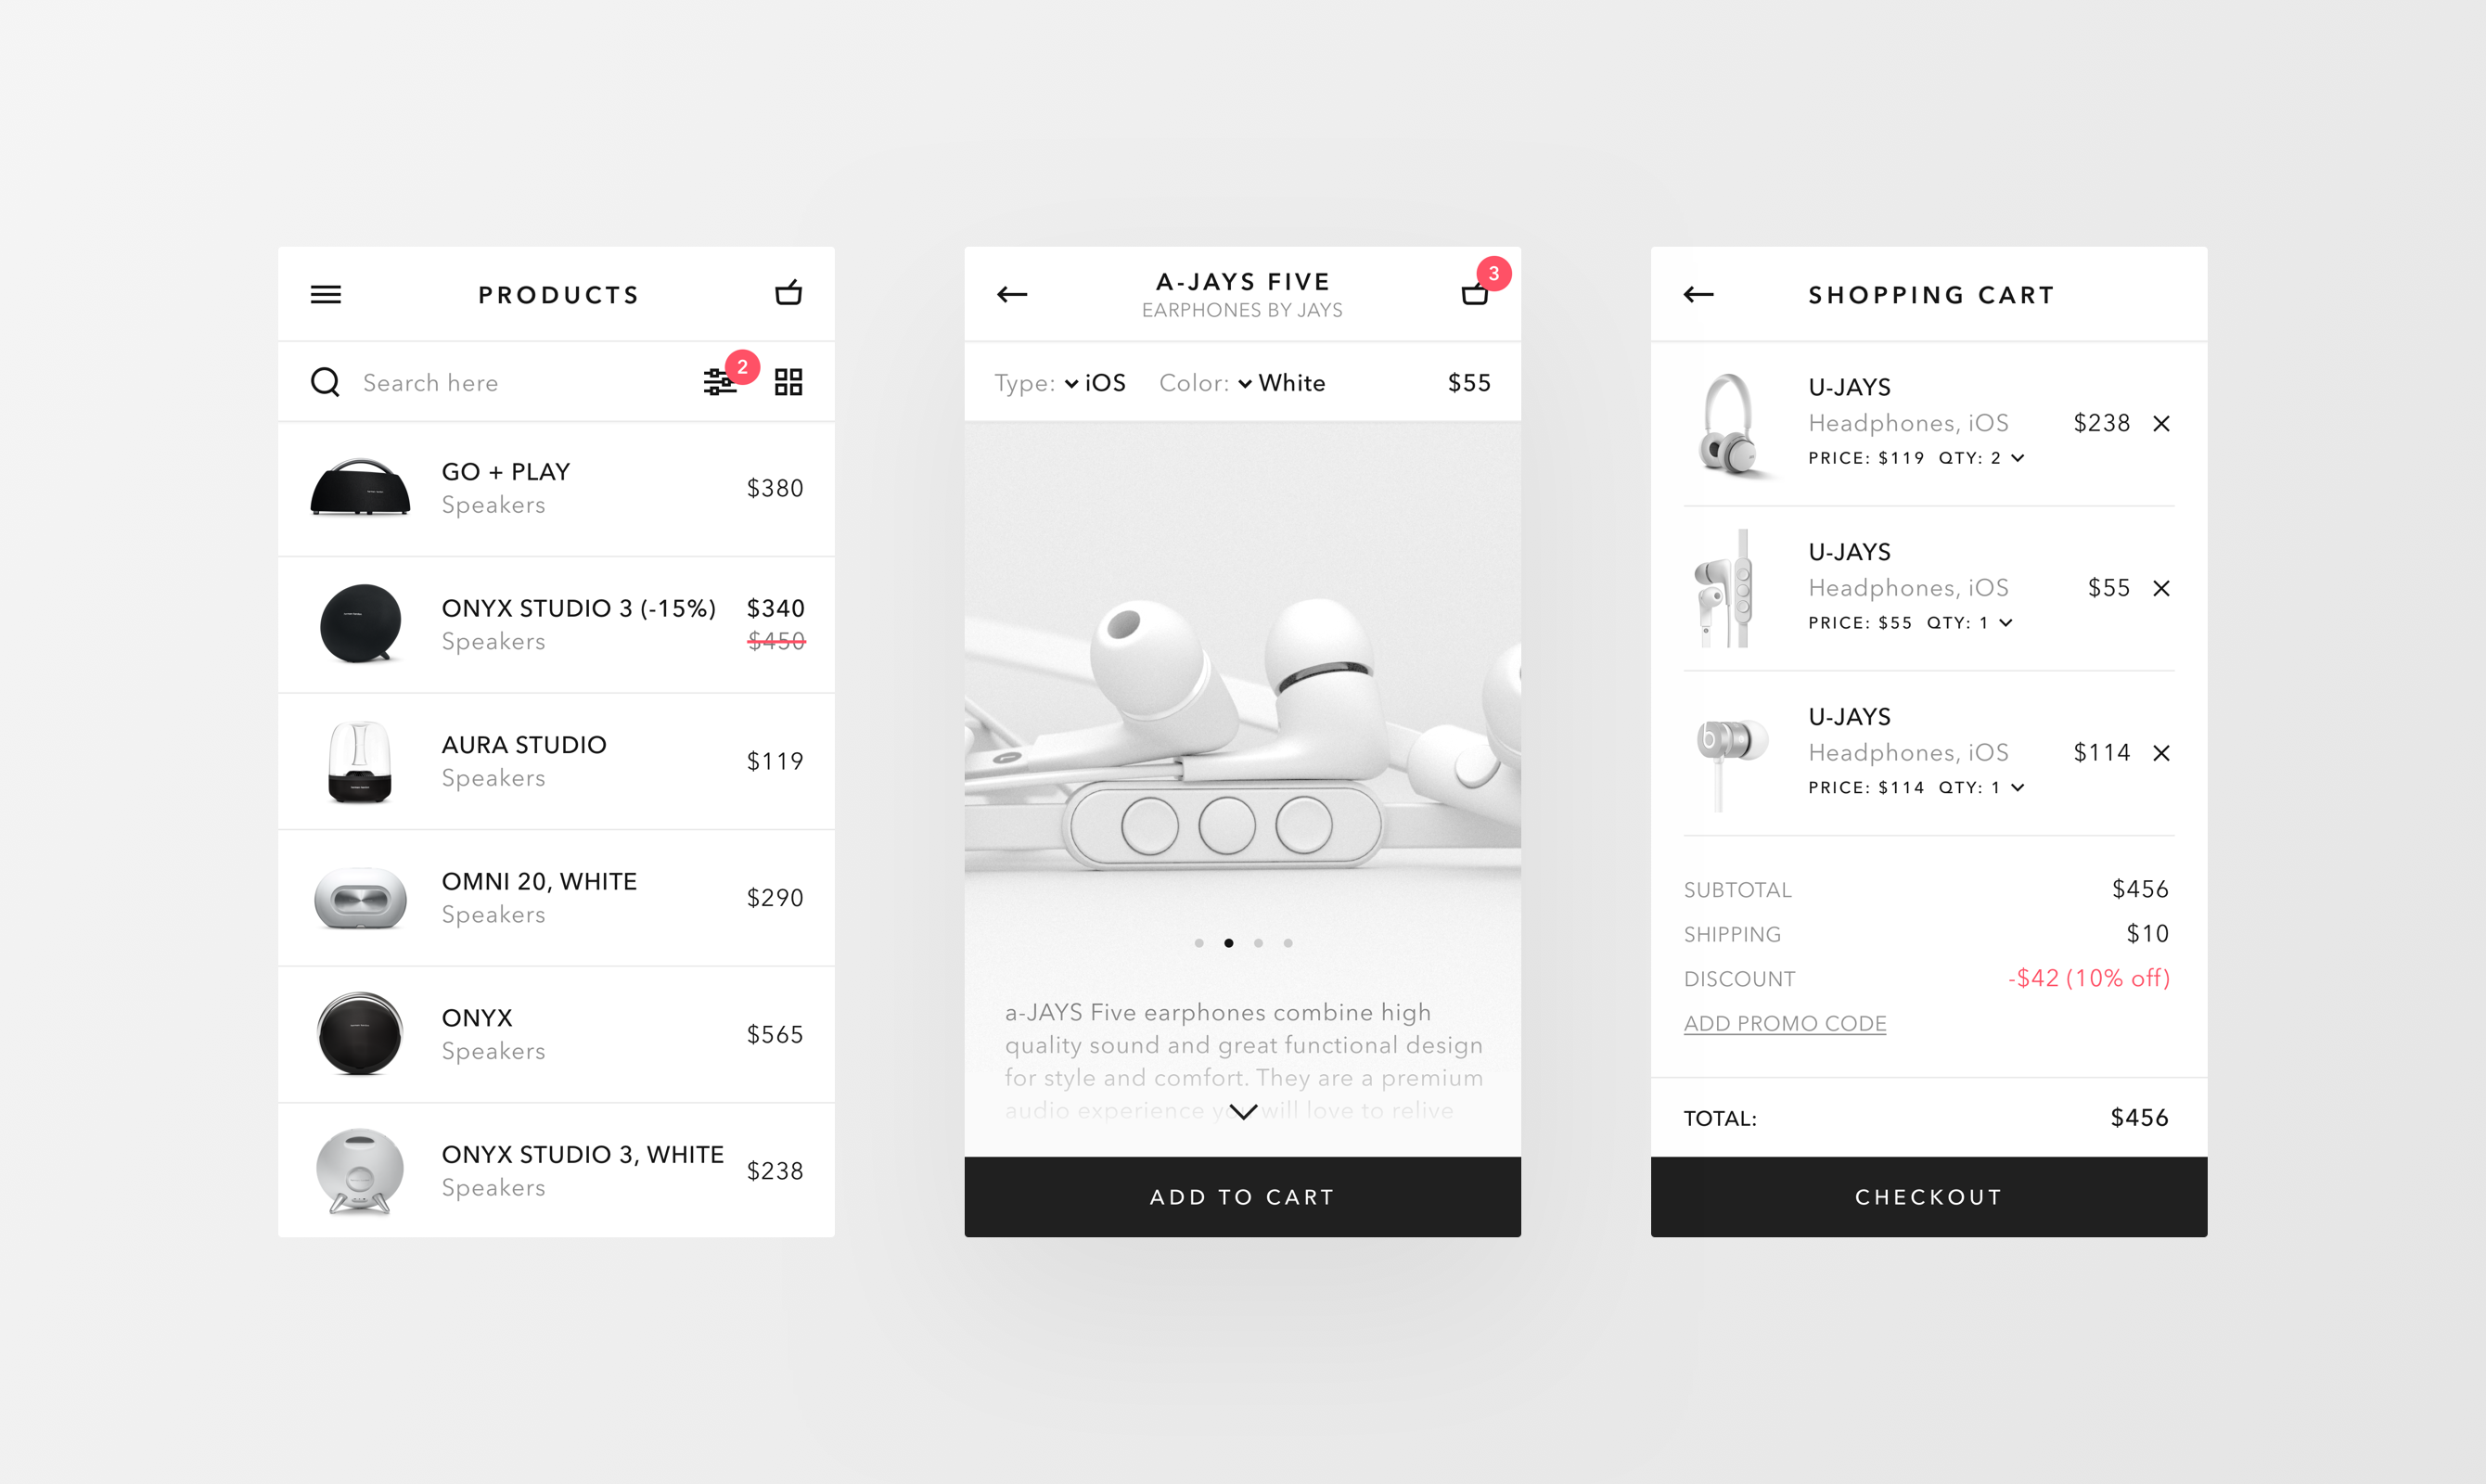 PRODUCTS
Search here
2
GO + PLAY
Speakers
$380
ONYX STUDIO 3 (-15%)
$340
Speakers
$450
AURA STUDIO
Speakers
$119
OMNI 20, WHITE
Speakers
$290
ONYX
Speakers
$565
ONYX STUDIO 3, WHITE
Speakers
$238
A-JAYS FIVE
EARPHONES BY JAYS
3
Type: iOS Color: White $55
a-JAYS Five earphones combine high
quality sound and great functional design
for style and comfort. They are a premium
audio experience you will love to relive
ADD TO CART
SHOPPING CART
U-JAYS
Headphones, iOS $238
PRICE: $119 QTY: 2
U-JAYS
Headphones, iOS $55
PRICE: $55 QTY: 1
U-JAYS
Headphones, iOS $114
PRICE: $114 QTY: 1
SUBTOTAL $456
SHIPPING $10
DISCOUNT -$42 (10% off)
ADD PROMO CODE
TOTAL: $456
CHECKOUT